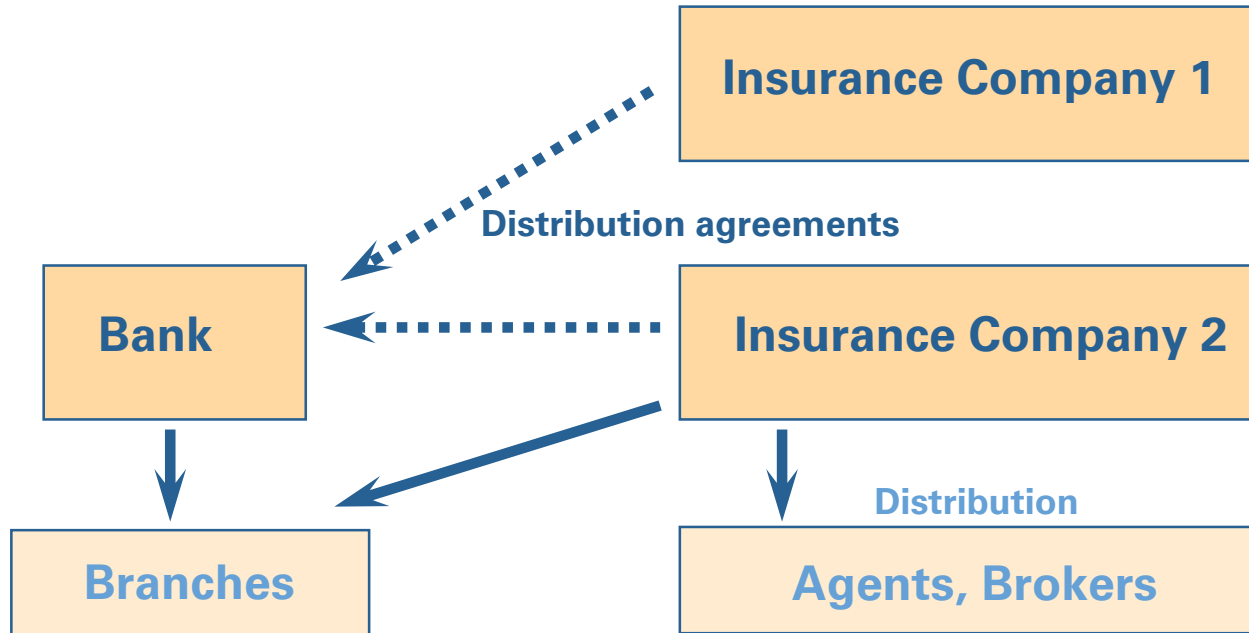 Insurance Company 1
Distribution agreements
Bank
Insurance Company 2
Distribution
Branches
Agents, Brokers